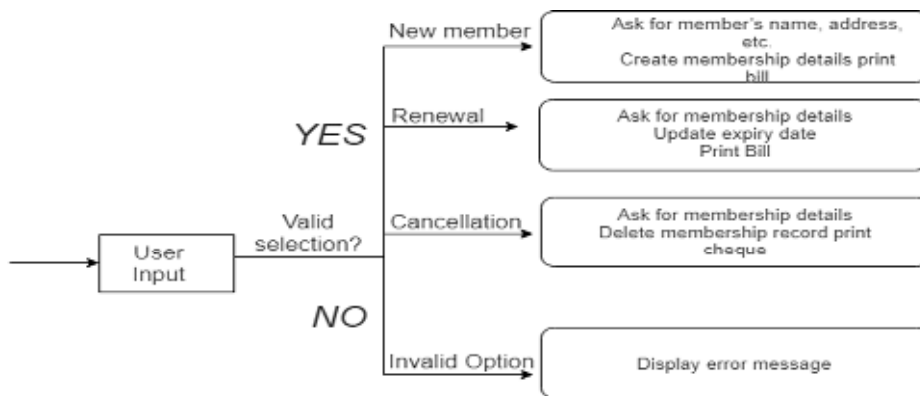 New member
Ask for member's name, address,
etc.
Create membership details print
bill
YES
Renewal
Ask for membership details
Update expiry date
Print Bill
Valid
selection?
Cancellation
Ask for membership details
Delete membership record print
cheque
User
Input
NO
Invalid Option
Display error message